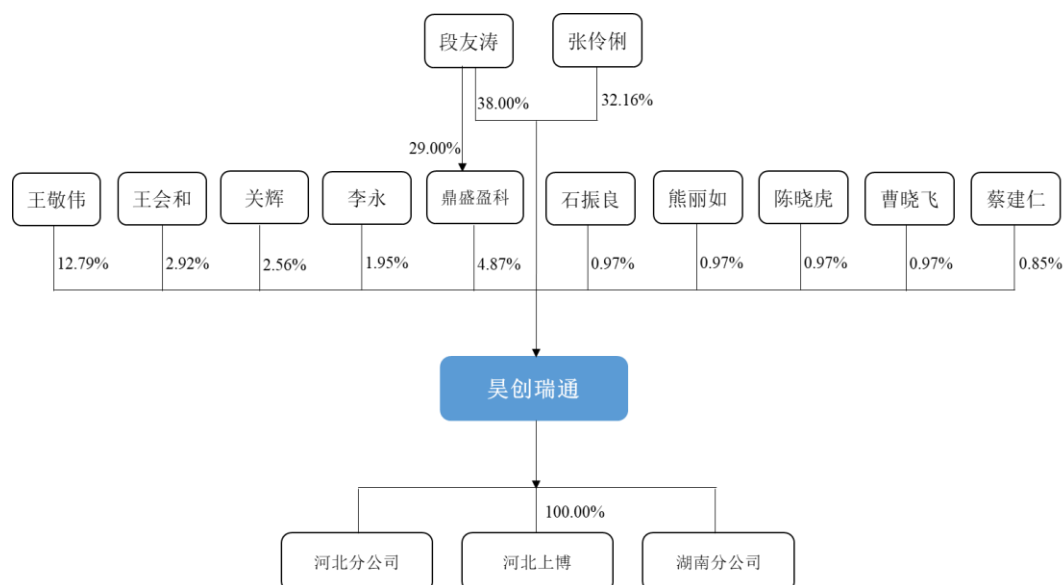 段友涛
张伶俐
38.00%
32.16%
29.00%
王敬伟
王会和
关辉
李永
鼎盛盈科
石振良
熊丽如
陈晓虎
曹晓飞
蔡建仁
12.79%
2.92%
2.56%
1.95%
4.87%
0.97%
0.97%
0.97%
0.97%
0.85%
昊创瑞通
100.00%
河北分公司
河北上博
湖南分公司